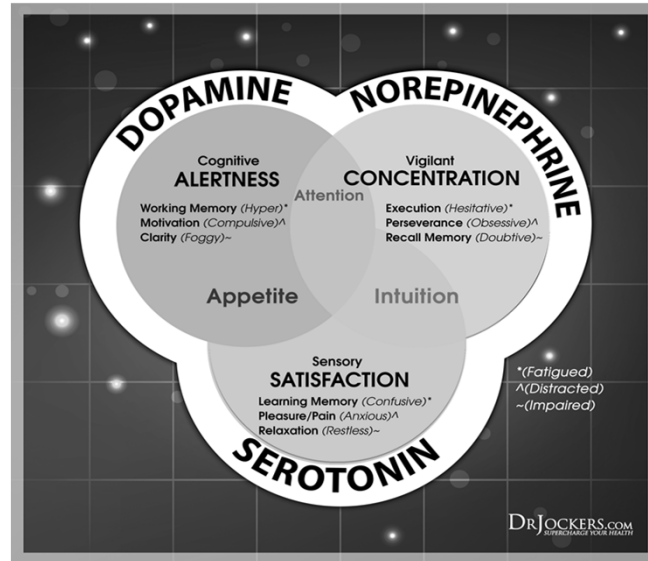 DOPAMINE
NOREPINEPHRINE
Cognitive
ALERTNESS
Working Memory (Hyper)*
Motivation (Compulsive)^
Clarity (Foggy)~
Attention
Vigilant
CONCENTRATION
Execution (Hesitative)*
Perseverance (Obsessive)^
Recall Memory (Doubtive)~
Appetite
Intuition
Sensory
SATISFACTION
Learning Memory (Confusive)*
Pleasure/Pain (Anxious)^
Relaxation (Restless)~
SEROTONIN
*(Fatigued)
^(Distracted)
~(Impaired)
DRJOCKERS.COM
SUPERCHARGE YOUR HEALTH